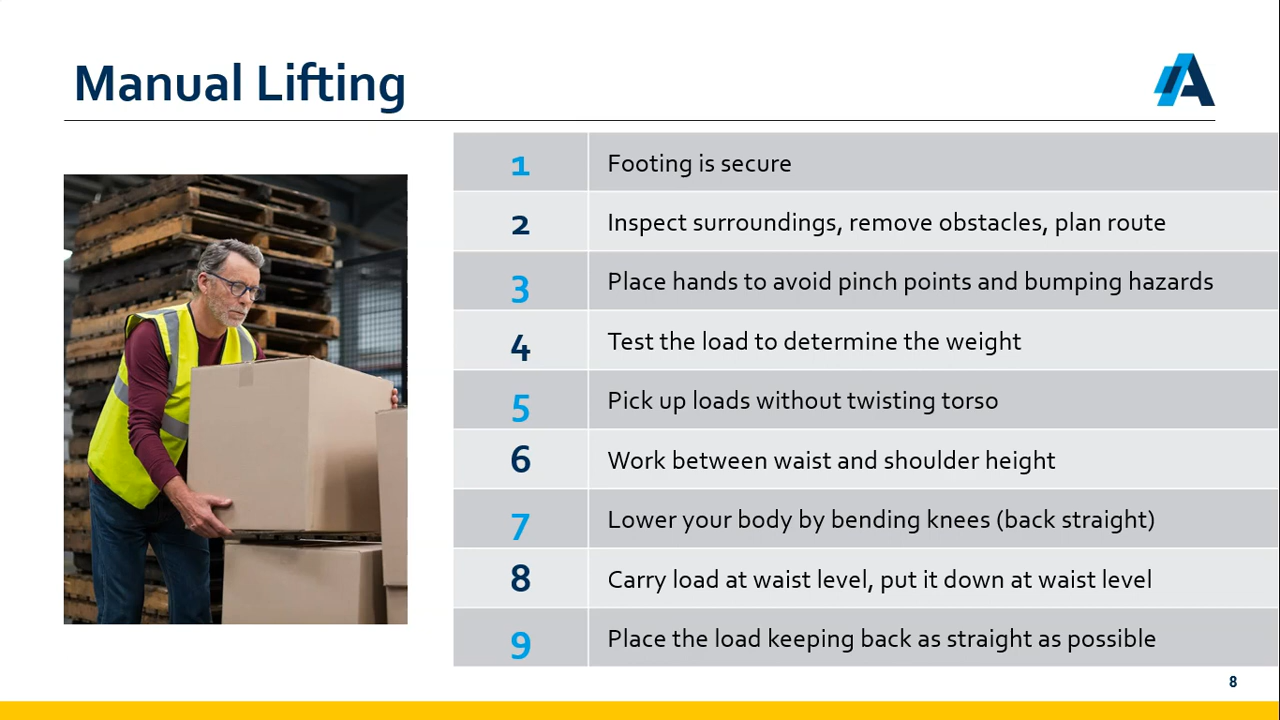 Manual Lifting
1 Footing is secure
2 Inspect surroundings, remove obstacles, plan route
3 Place hands to avoid pinch points and bumping hazards
4 Test the load to determine the weight
5 Pick up loads without twisting torso
6 Work between waist and shoulder height
7 Lower your body by bending knees (back straight)
8 Carry load at waist level, put it down at waist level
9 Place the load keeping back as straight as possible
8